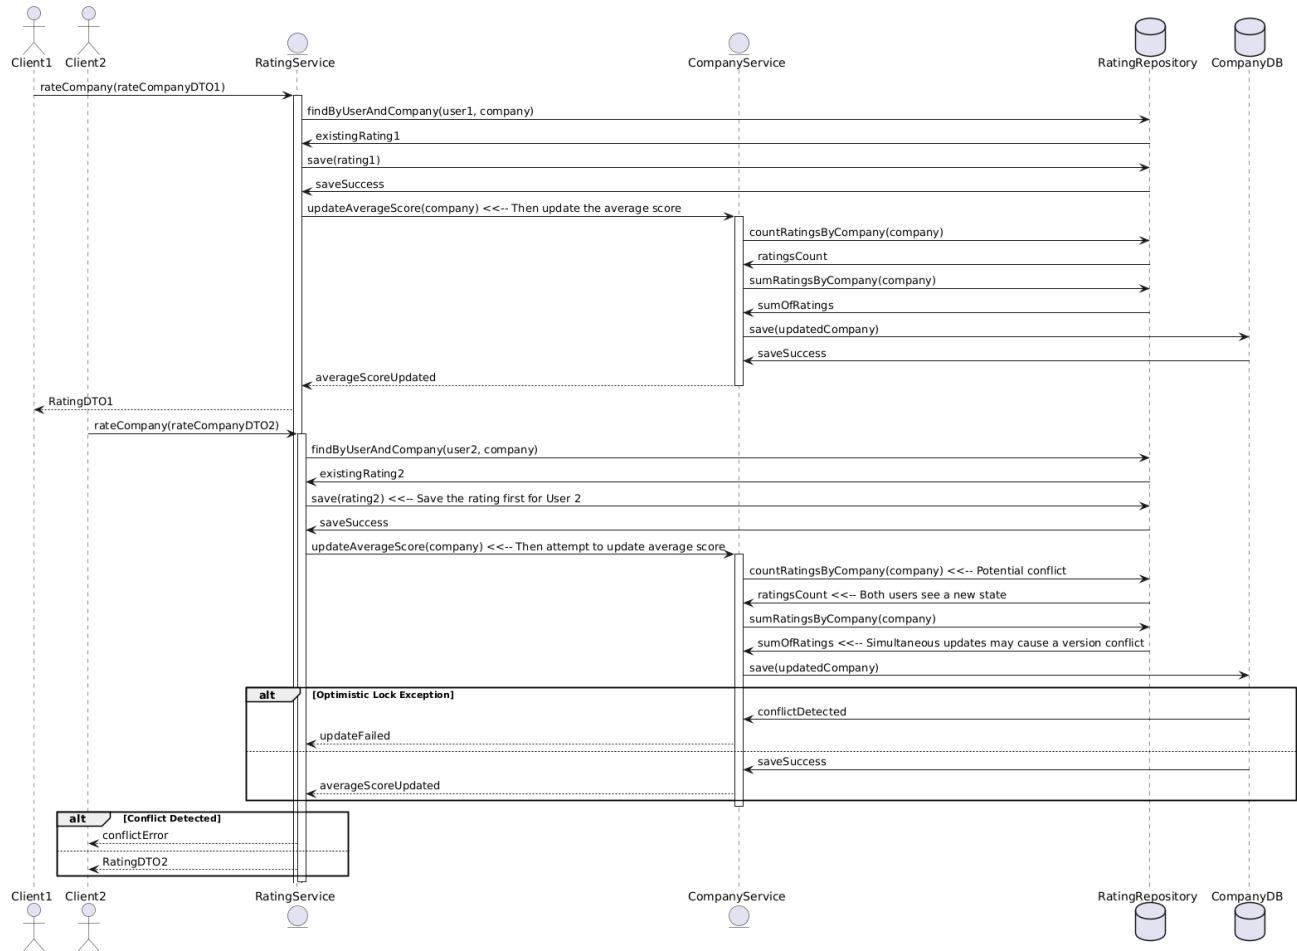 Client1 Client2 RatingService CompanyService RatingRepository CompanyDB
rateCompany(rateCompanyDTO1)
findByUserAndCompany(user1, company)
existingRating1
save(rating1)
saveSuccess
updateAverageScore(company) <<-- Then update the average score
countRatingsByCompany(company)
ratingsCount
sumRatingsByCompany(company)
sumOfRatings
save(updatedCompany)
saveSuccess
averageScoreUpdated
RatingDTO1
rateCompany(rateCompanyDTO2)
findByUserAndCompany(user2, company)
existingRating2
save(rating2) <<-- Save the rating first for User 2
saveSuccess
updateAverageScore(company) <<-- Then attempt to update average score
countRatingsByCompany(company) <<-- Potential conflict
ratingsCount <<-- Both users see a new state
sumRatingsByCompany(company)
sumOfRatings <<-- Simultaneous updates may cause a version conflict
save(updatedCompany)
alt [Optimistic Lock Exception]
conflictDetected
updateFailed
saveSuccess
averageScoreUpdated
alt [Conflict Detected]
conflictError
RatingDTO2
Client1 Client2 RatingService CompanyService RatingRepository CompanyDB